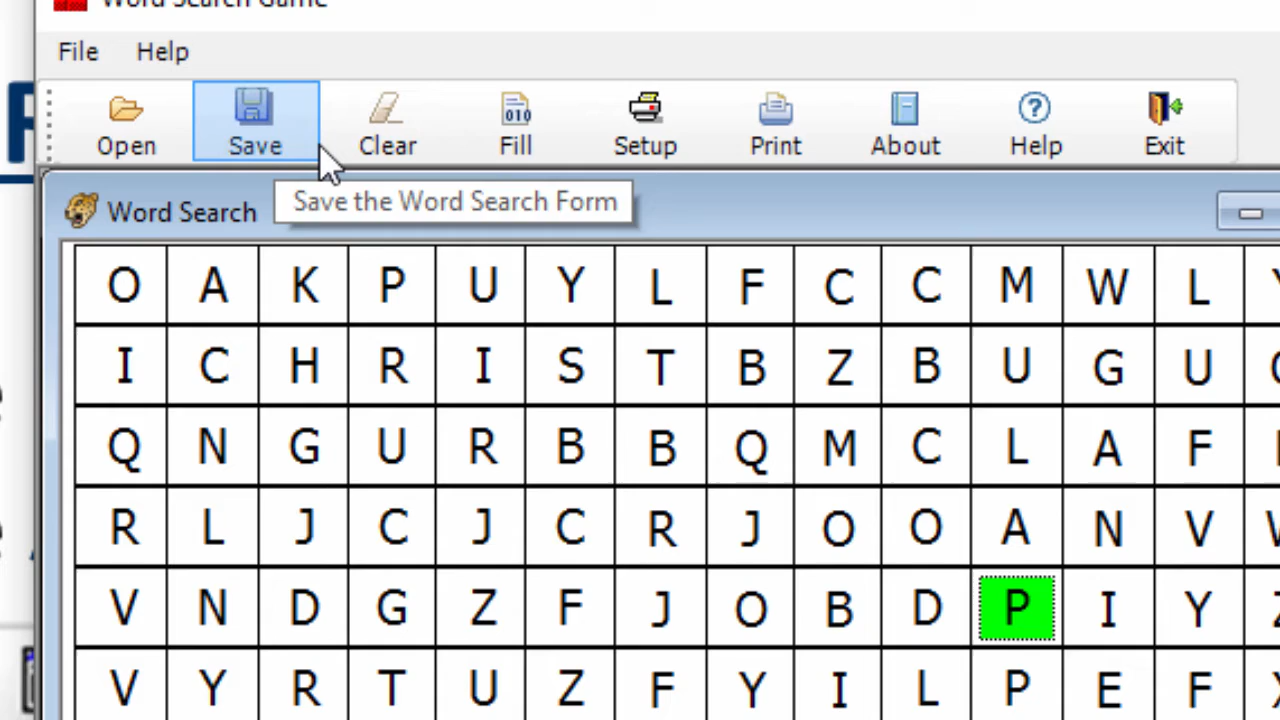 Word Search Game
File Help
Open Save Clear Fill Setup Print About Help Exit
Save the Word Search Form
Word Search
O A K P U Y L F C C M W L
I C H R I S T B Z B U G U
Q N G U R B B Q M C L A F
R L J C J C R J O O A N V
V N D G Z F J O B D P I Y
V Y R T U Z F Y I L P E F